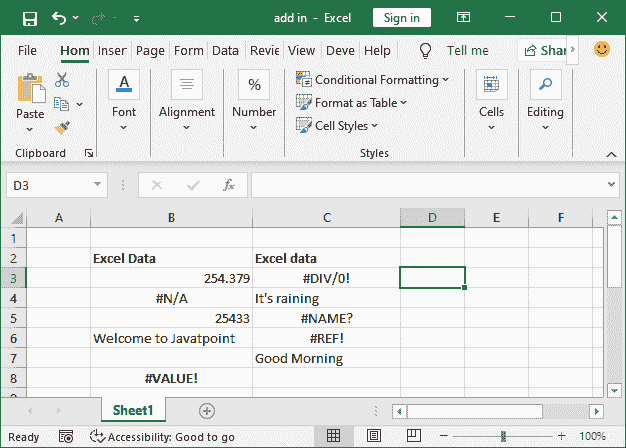 add in - Excel
Sign in
File Hom Inser Page Form Data Revie View Deve Help Tell me Shar
Paste
Font
A
Alignment
%
Number
Conditional Formatting
Format as Table
Cell Styles
Cells
Editing
Clipboard
Styles
D3
fx
A B C D E F
1
2 Excel Data Excel data
3 254.379 #DIV/0!
4 #N/A It's raining
5 25433 #NAME?
6 Welcome to Javatpoint #REF!
7 Good Morning
8 #VALUE!
Sheet1
Ready Accessibility: Good to go 100%